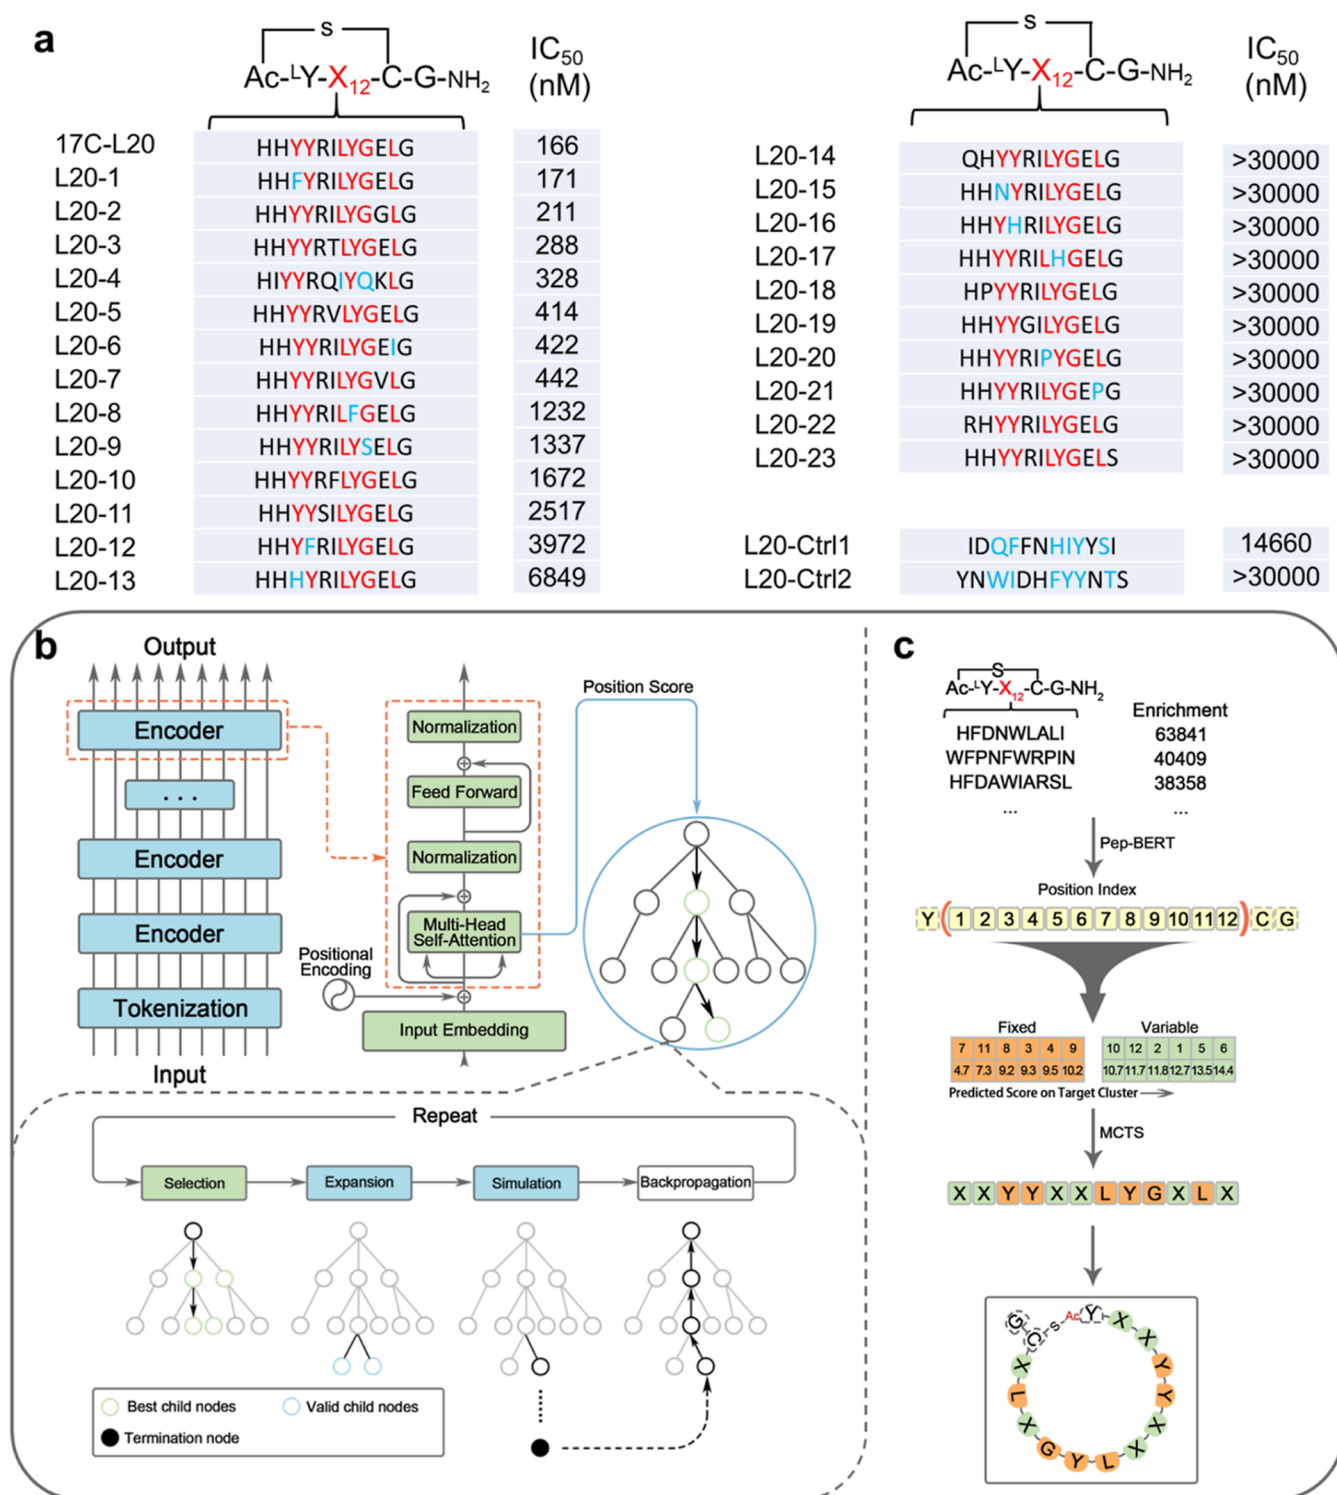 a
S
Ac-ᴸY-X₁₂-C-G-NH₂
IC₅₀
(nM)
17C-L20 HHYYRILYGELG 166
L20-1 HHFYRILYGELG 171
L20-2 HHYYRILYGGLG 211
L20-3 HHYYRTLYGELG 288
L20-4 HIYYRQIYQKLG 328
L20-5 HHYYRVLYGELG 414
L20-6 HHYYRILYGEIG 422
L20-7 HHYYRILYGVLG 442
L20-8 HHYYRILFGELG 1232
L20-9 HHYYRILYSELG 1337
L20-10 HHYYRFLYGELG 1672
L20-11 HHYYSILYGELG 2517
L20-12 HHYFRILYGELG 3972
L20-13 HHHYRILYGELG 6849
S
Ac-ᴸY-X₁₂-C-G-NH₂
IC₅₀
(nM)
L20-14 QHYYRILYGELG >30000
L20-15 HHNYRILYGELG >30000
L20-16 HHYHRILYGELG >30000
L20-17 HHYYRILHGELG >30000
L20-18 HPYYRILYGELG >30000
L20-19 HHYYGILYGELG >30000
L20-20 HHYYRIPYGELG >30000
L20-21 HHYYRILYGEPG >30000
L20-22 RHYYRILYGELG >30000
L20-23 HHYYRILYGELS >30000
L20-Ctrl1 IDQFFNHIYYSI 14660
L20-Ctrl2 YNWIDHFYYNTS >30000
b
Output
Encoder
...
Encoder
Encoder
Tokenization
Input
Normalization
Feed Forward
Normalization
Multi-Head
Self-Attention
Positional
Encoding
Input Embedding
Position Score
Repeat
Selection
Expansion
Simulation
Backpropagation
Best child nodes
Valid child nodes
Termination node
c
S
Ac-ᴸY-X₁₂-C-G-NH₂
Enrichment
HFDNWLALI 63841
WFPNFWRPIN 40409
HFDAWIARSL 38358
... ...
Pep-BERT
Position Index
Y ( 1 2 3 4 5 6 7 8 9 10 11 12 ) C G
Fixed Variable
7 11 8 3 4 9 10 12 2 1 5 6
4.7 7.3 9.2 9.3 9.5 10.2 10.7 11.7 11.8 12.7 13.5 14.4
Predicted Score on Target Cluster
MCTS
X X Y Y X X L Y G X L X
G C S Ac Y X X Y Y X X L Y G X L X